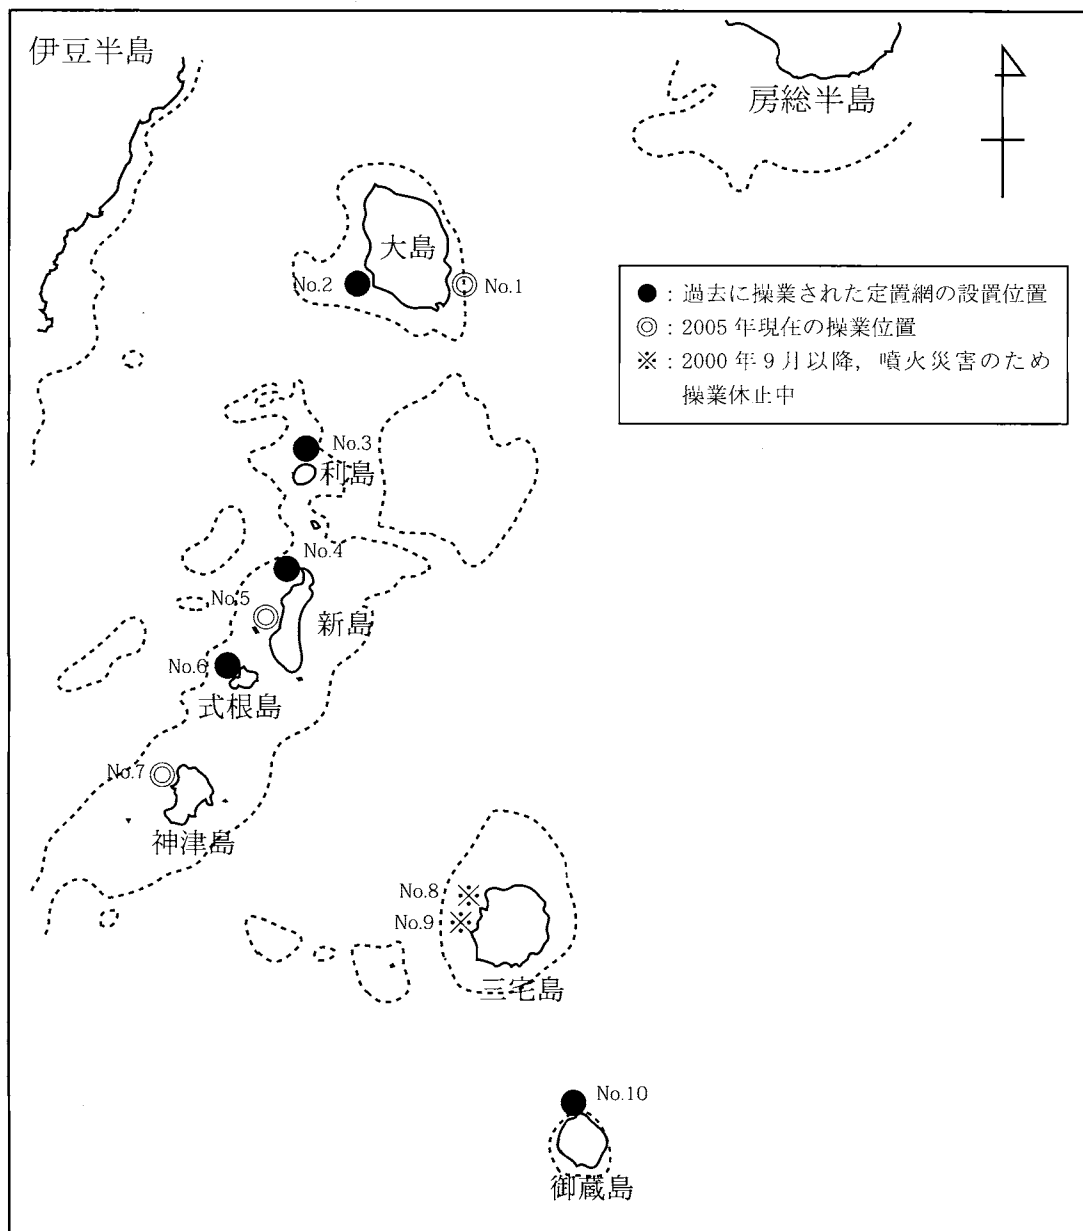 伊豆半島
房総半島
大島
No.2
No.1
●：過去に操業された定置網の設置位置
◎：2005年現在の操業位置
※：2000年9月以降，噴火災害のため
操業休止中
No.3
利島
No.4
No.5
新島
No.6
式根島
No.7
神津島
No.8
No.9
三宅島
No.10
御蔵島